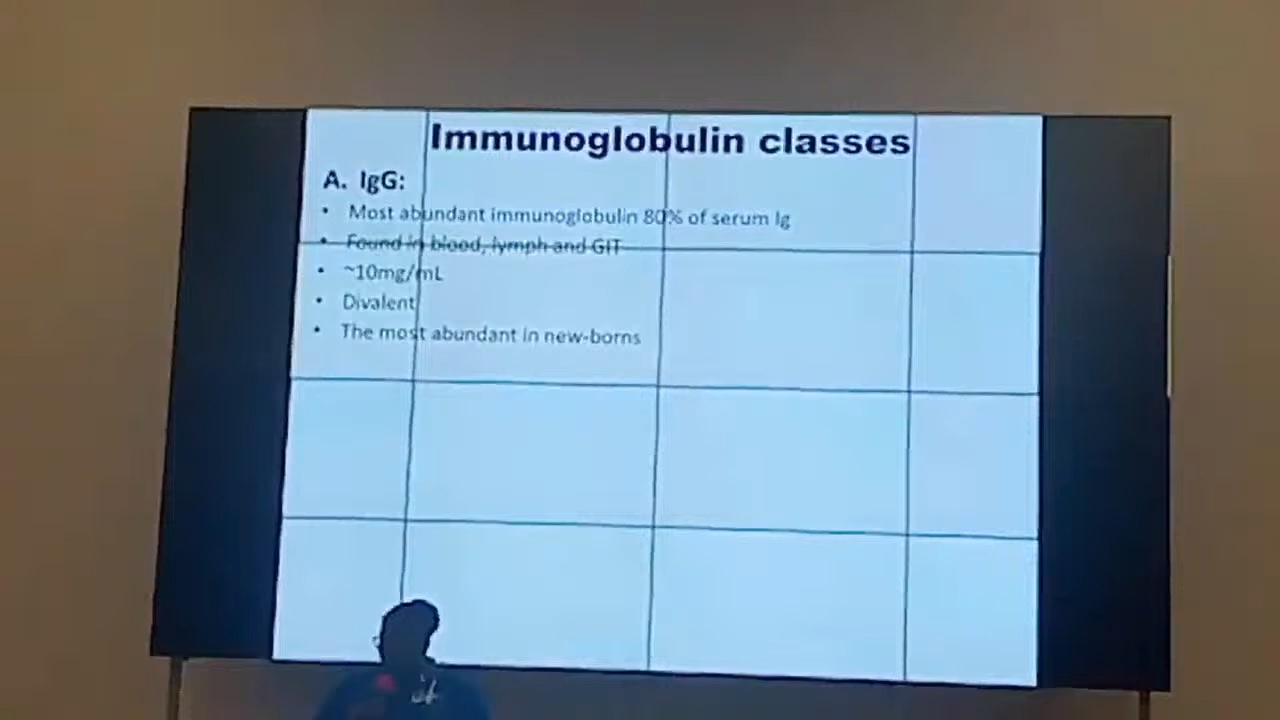 Immunoglobulin classes
A. IgG:
• Most abundant immunoglobulin 80% of serum Ig
• Found in blood, lymph and GIT
• ~10mg/mL
• Divalent
• The most abundant in new-borns